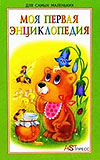 ДЛЯ САМЫХ МАЛЕНЬКИХ
МОЯ ПЕРВАЯ
ЭНЦИКЛОПЕДИЯ
АСТ-ПРЕСС